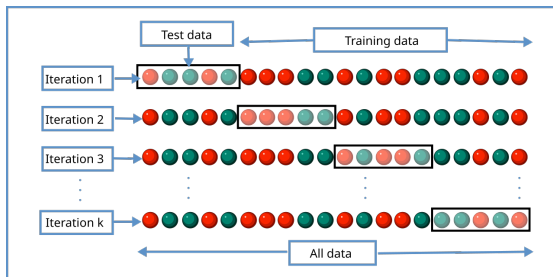 Test data
Training data
Iteration 1
Iteration 2
Iteration 3
Iteration k
All data